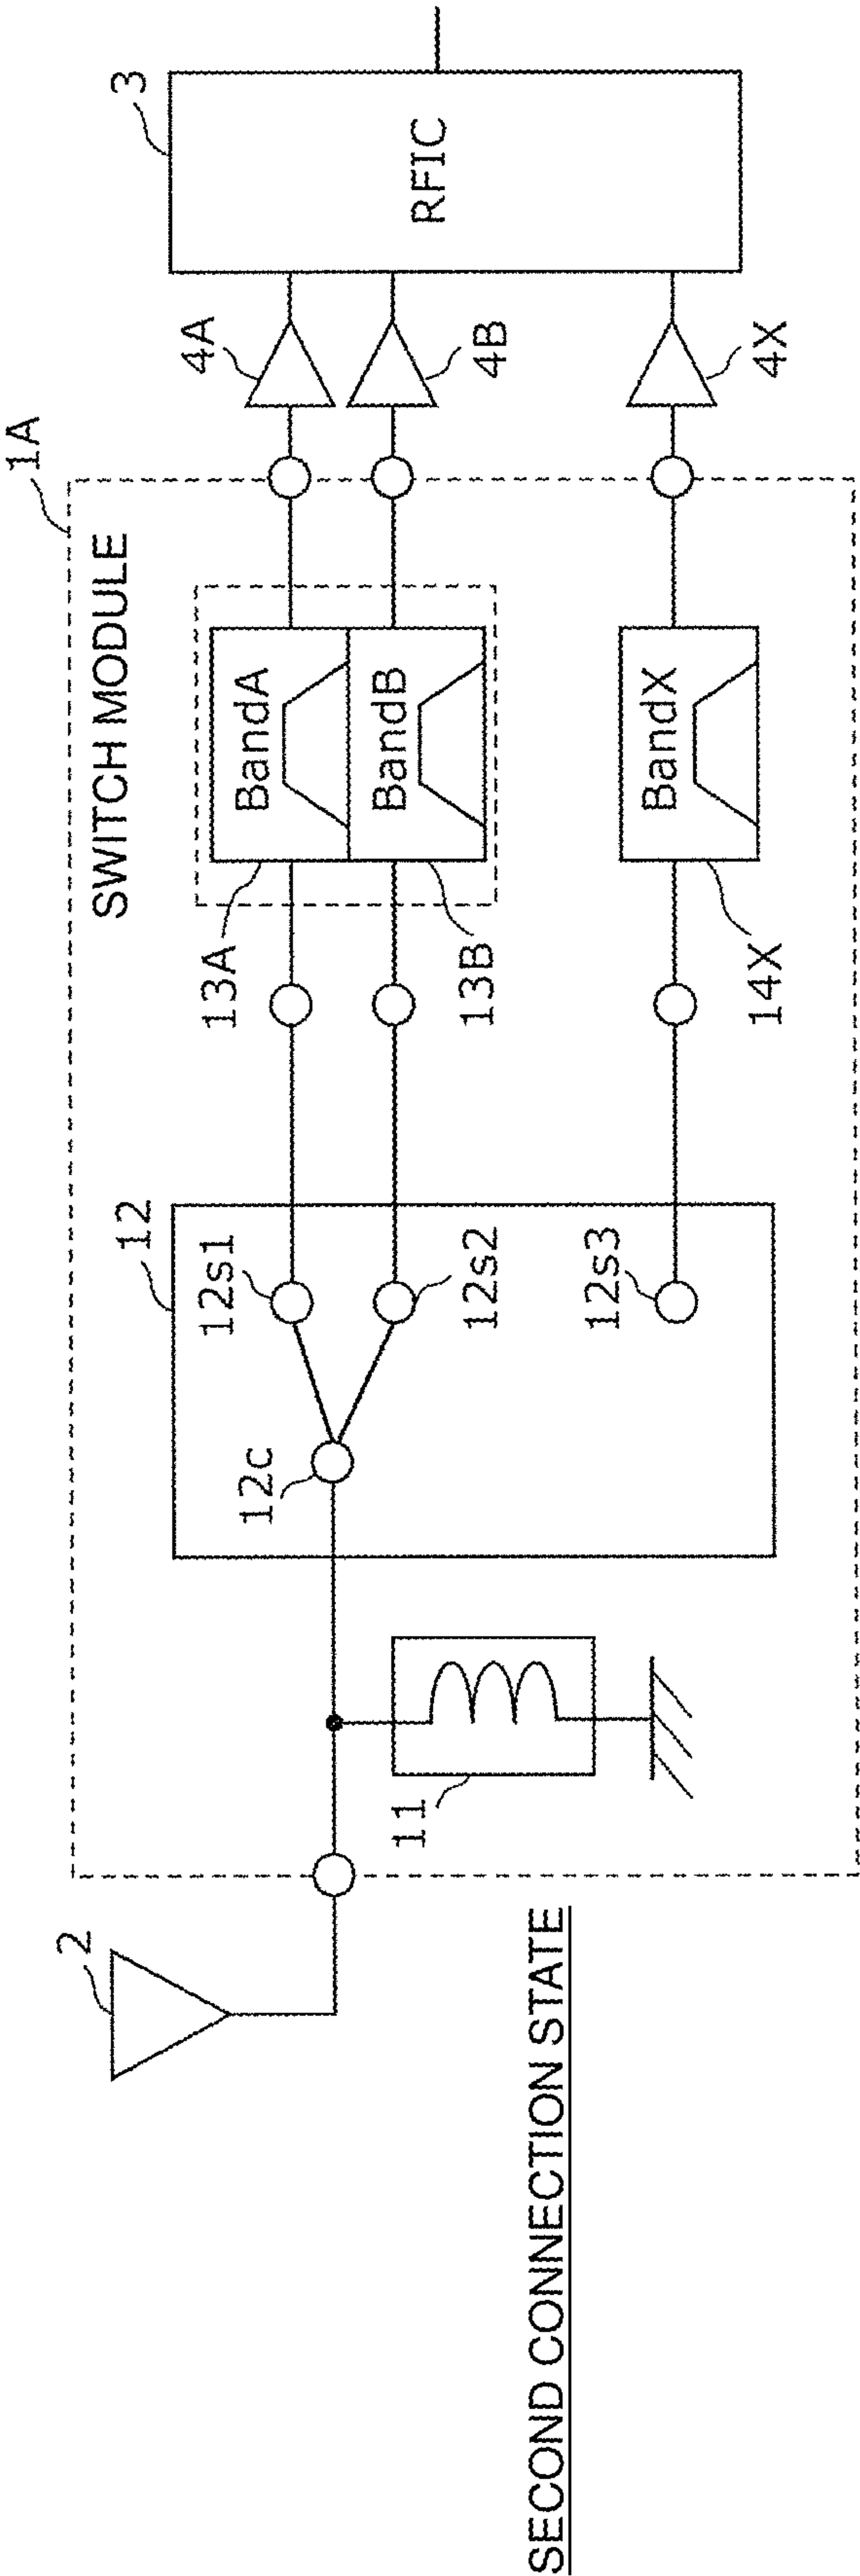 1A
SWITCH MODULE
2
11
12
12c
12s1
12s2
12s3
13A
BandA
BandB
13B
BandX
14X
4A
4B
4X
3
RFIC
SECOND CONNECTION STATE